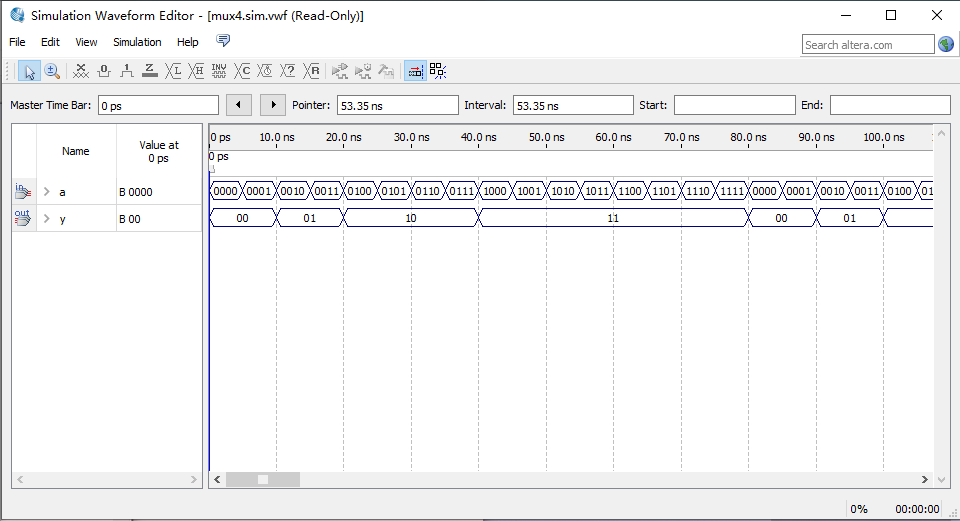 Simulation Waveform Editor - [mux4.sim.vwf (Read-Only)]
File Edit View Simulation Help
Search altera.com
Master Time Bar: 0 ps Pointer: 53.35 ns Interval: 53.35 ns Start: End:
Name Value at 0 ps
0 ps 10.0 ns 20.0 ns 30.0 ns 40.0 ns 50.0 ns 60.0 ns 70.0 ns 80.0 ns 90.0 ns 100.0 ns
0 ps
in a B 0000 0000 0001 0010 0011 0100 0101 0110 0111 1000 1001 1010 1011 1100 1101 1110 1111 0000 0001 0010 0011 0100 01
out y B 00 00 01 10 11 00 01
0% 00:00:00